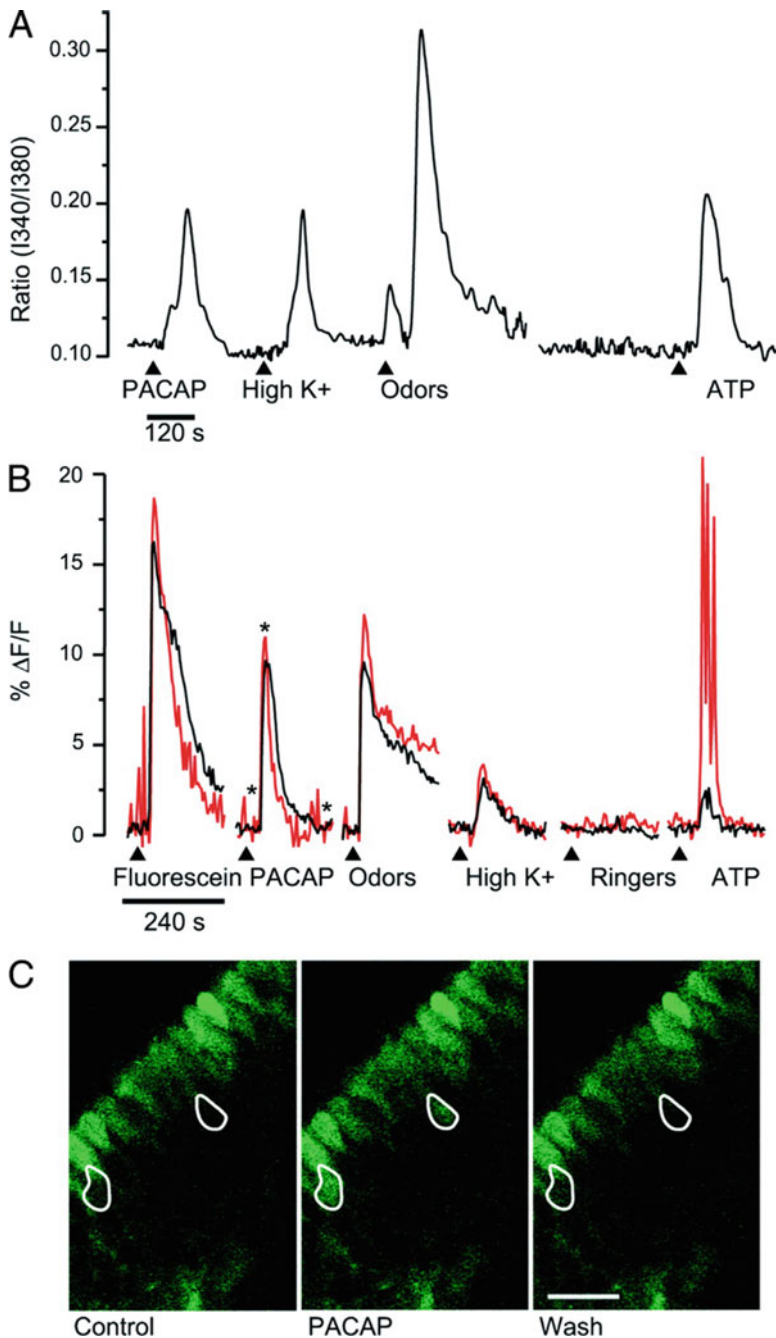 A
Ratio (I340/I380)
0.30
0.25
0.20
0.15
0.10
PACAP
High K+
Odors
ATP
120 s
B
% ΔF/F
20
15
10
5
0
*
*
*
Fluorescein
PACAP
Odors
High K+
Ringers
ATP
240 s
C
Control
PACAP
Wash